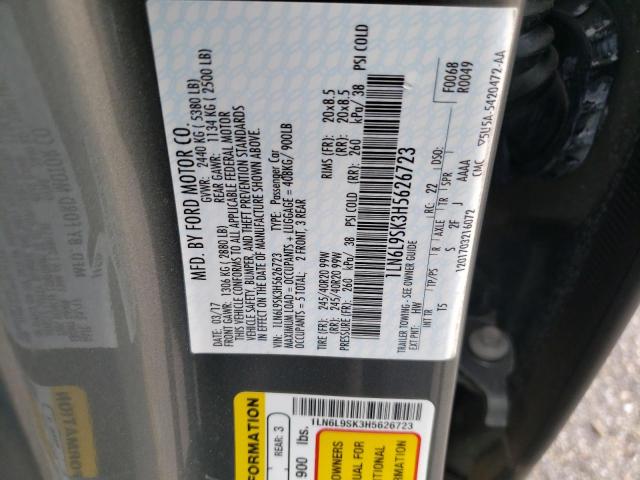 MFD. BY FORD MOTOR CO.
DATE: 03/17
GVWR: 2440 KG ( 5380 LB)
FRONT GAWR: 1306 KG (2880 LB)
REAR GAWR: 1134 KG ( 2500 LB)
THIS VEHICLE CONFORMS TO ALL APPLICABLE FEDERAL MOTOR
VEHICLE SAFETY, BUMPER, AND THEFT PREVENTION STANDARDS
IN EFFECT ON THE DATE OF MANUFACTURE SHOWN ABOVE.
VIN: 1LN6L9SK3H5626723
TYPE: Passenger Car
MAXIMUM LOAD = OCCUPANTS + LUGGAGE = 408KG/ 900LB
OCCUPANTS = 5 TOTAL: 2 FRONT, 3 REAR
TIRE (FR): 245/40R20 99W RIMS (FR): 20x8.5
(RR): 245/40R20 99W (RR): 20x8.5
PRESSURE (FR): 260 kPa/ 38 PSI COLD (RR): 260 kPa/ 38 PSI COLD
1LN6L9SK3H5626723
TRAILER TOWING - SEE OWNER GUIDE
F0068
R0049
EXT PNT: HW RC: 22 DSO:
INT TR TP/PS R AXLE TR SPR
T5 S 2F J AAAA
1201703216072 CMC
5U5A-5420472-AA
1LN6L9SK3H5626723
FORMATION
REAR: 3
900 lbs.
OWNERS